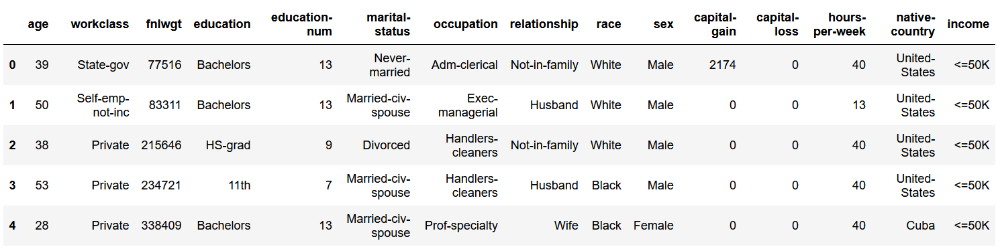 age workclass fnlwgt education education-num marital-status occupation relationship race sex capital-gain capital-loss hours-per-week native-country income
0 39 State-gov 77516 Bachelors 13 Never-married Adm-clerical Not-in-family White Male 2174 0 40 United-States <=50K
1 50 Self-emp-not-inc 83311 Bachelors 13 Married-civ-spouse Exec-managerial Husband White Male 0 0 13 United-States <=50K
2 38 Private 215646 HS-grad 9 Divorced Handlers-cleaners Not-in-family White Male 0 0 40 United-States <=50K
3 53 Private 234721 11th 7 Married-civ-spouse Handlers-cleaners Husband Black Male 0 0 40 United-States <=50K
4 28 Private 338409 Bachelors 13 Married-civ-spouse Prof-specialty Wife Black Female 0 0 40 Cuba <=50K